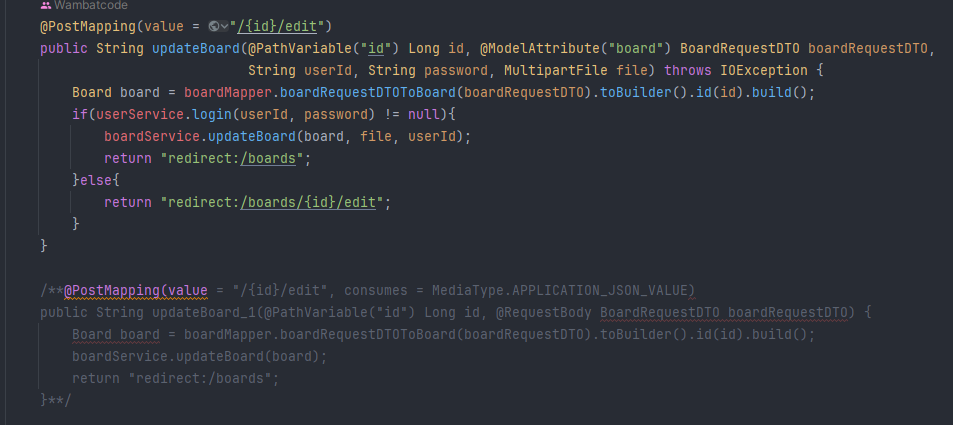 Wambatcode
@PostMapping(value = "/{id}/edit")
public String updateBoard(@PathVariable("id") Long id, @ModelAttribute("board") BoardRequestDTO boardRequestDTO,
String userId, String password, MultipartFile file) throws IOException {
Board board = boardMapper.boardRequestDTOToBoard(boardRequestDTO).toBuilder().id(id).build();
if(userService.login(userId, password) != null){
boardService.updateBoard(board, file, userId);
return "redirect:/boards";
}else{
return "redirect:/boards/{id}/edit";
}
}
/**@PostMapping(value = "/{id}/edit", consumes = MediaType.APPLICATION_JSON_VALUE)
public String updateBoard_1(@PathVariable("id") Long id, @RequestBody BoardRequestDTO boardRequestDTO) {
Board board = boardMapper.boardRequestDTOToBoard(boardRequestDTO).toBuilder().id(id).build();
boardService.updateBoard(board);
return "redirect:/boards";
}**/